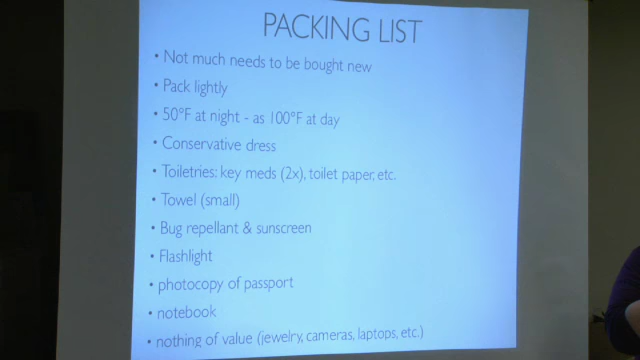 PACKING LIST
• Not much needs to be bought new
• Pack lightly
• 50°F at night - as 100°F at day
• Conservative dress
• Toiletries: key meds (2x), toilet paper, etc.
• Towel (small)
• Bug repellant & sunscreen
• Flashlight
• photocopy of passport
• notebook
• nothing of value (jewelry, cameras, laptops, etc.)